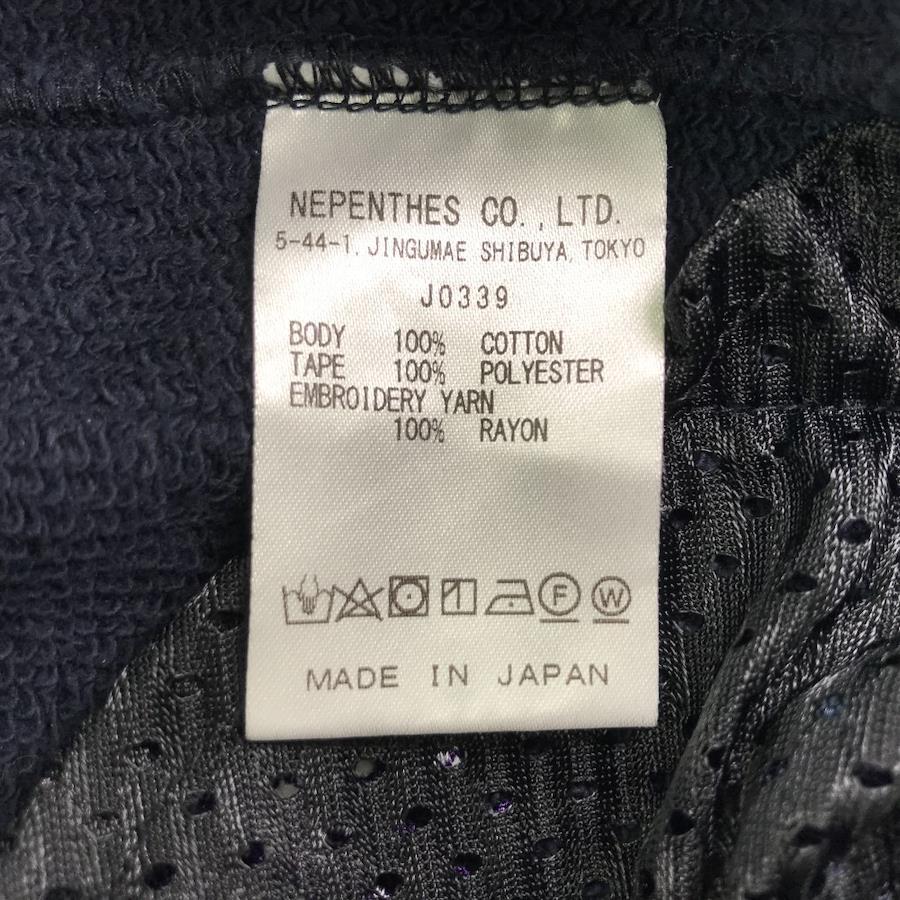 NEPENTHES CO.,LTD.
5-44-1, JINGUMAE SHIBUYA, TOKYO
J0339
BODY 100% COTTON
TAPE 100% POLYESTER
EMBROIDERY YARN
100% RAYON
F W
MADE IN JAPAN